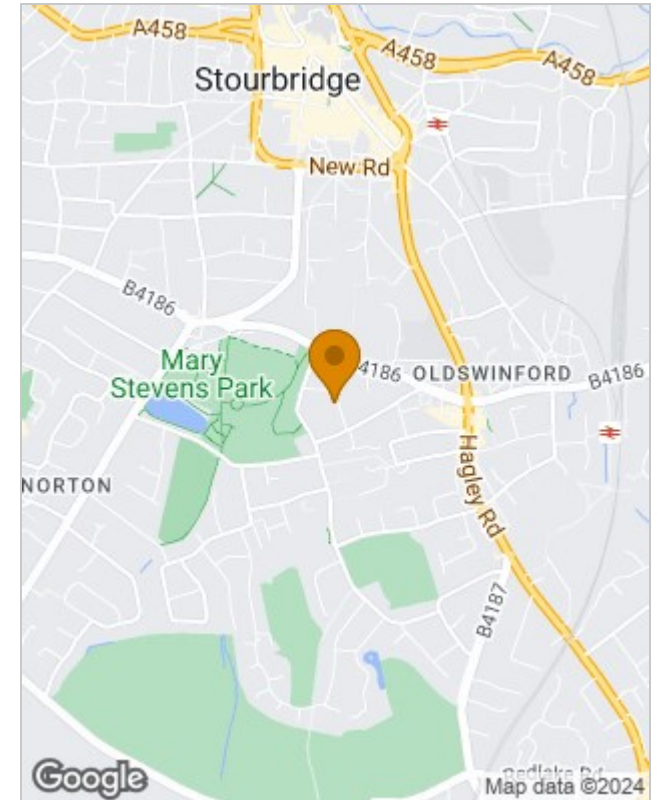 A458
A458
A458
Stourbridge
New Rd
B4186
Mary
Stevens Park
4186
OLDSWINFORD
B4186
NORTON
Hagley Rd
B4187
Google
Map data ©2024